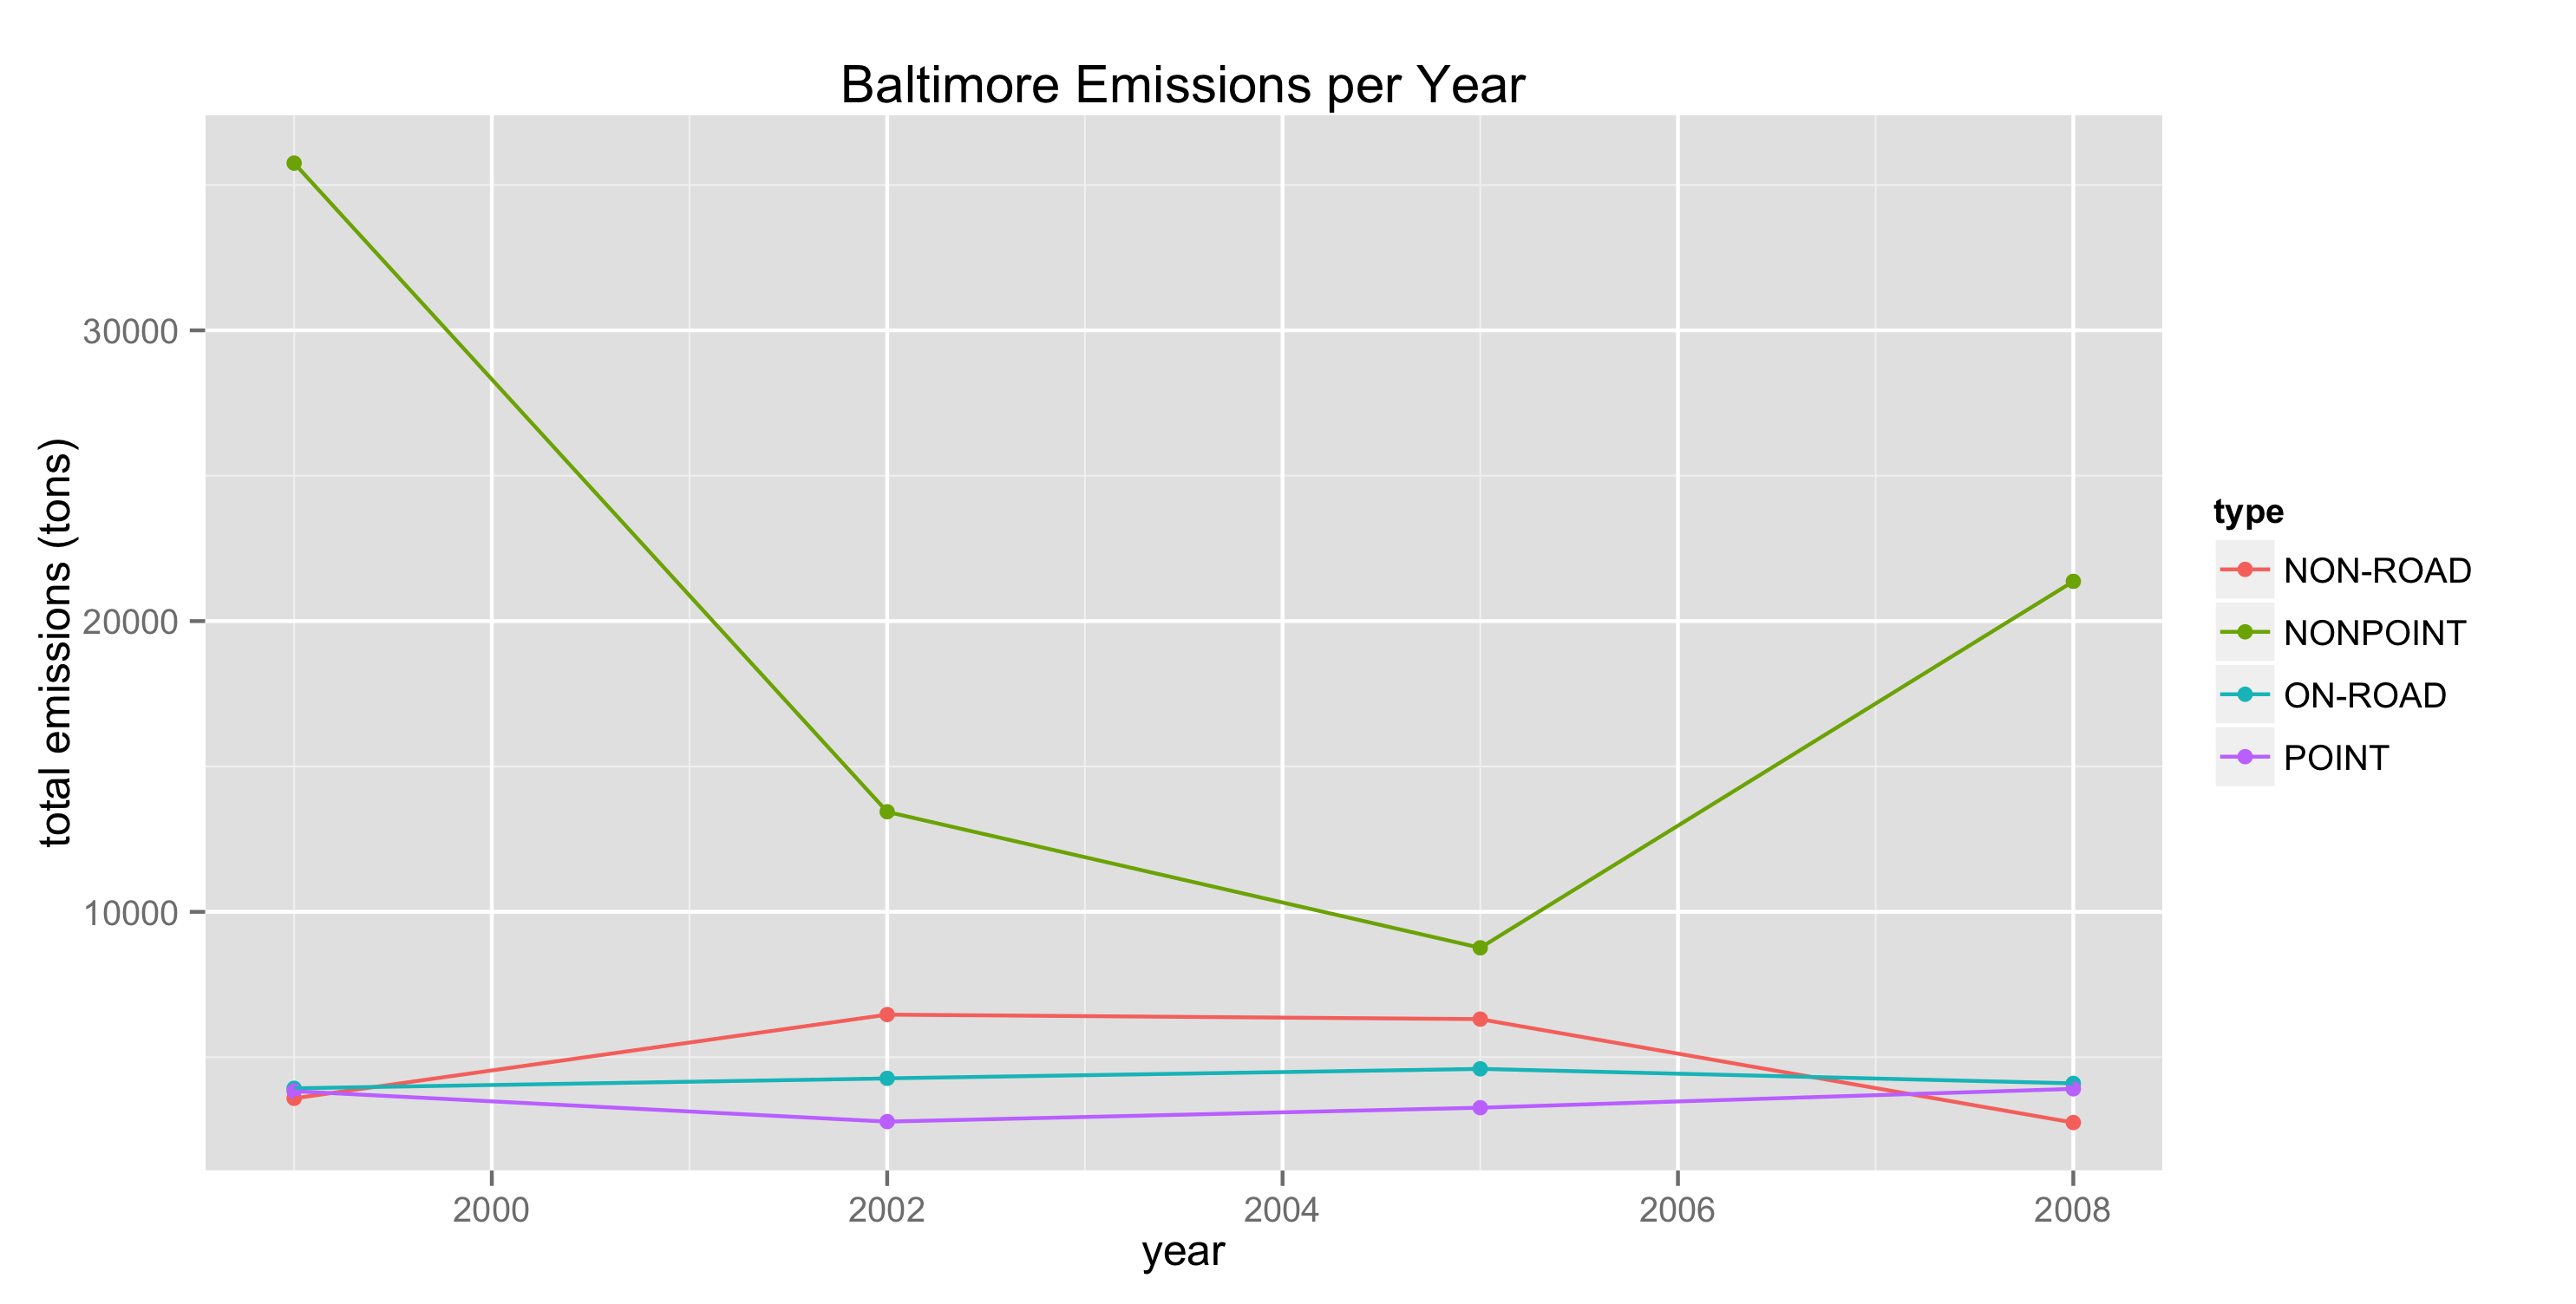 Baltimore Emissions per Year
total emissions (tons)
30000
20000
10000
2000
2002
2004
2006
2008
year
type
NON-ROAD
NONPOINT
ON-ROAD
POINT